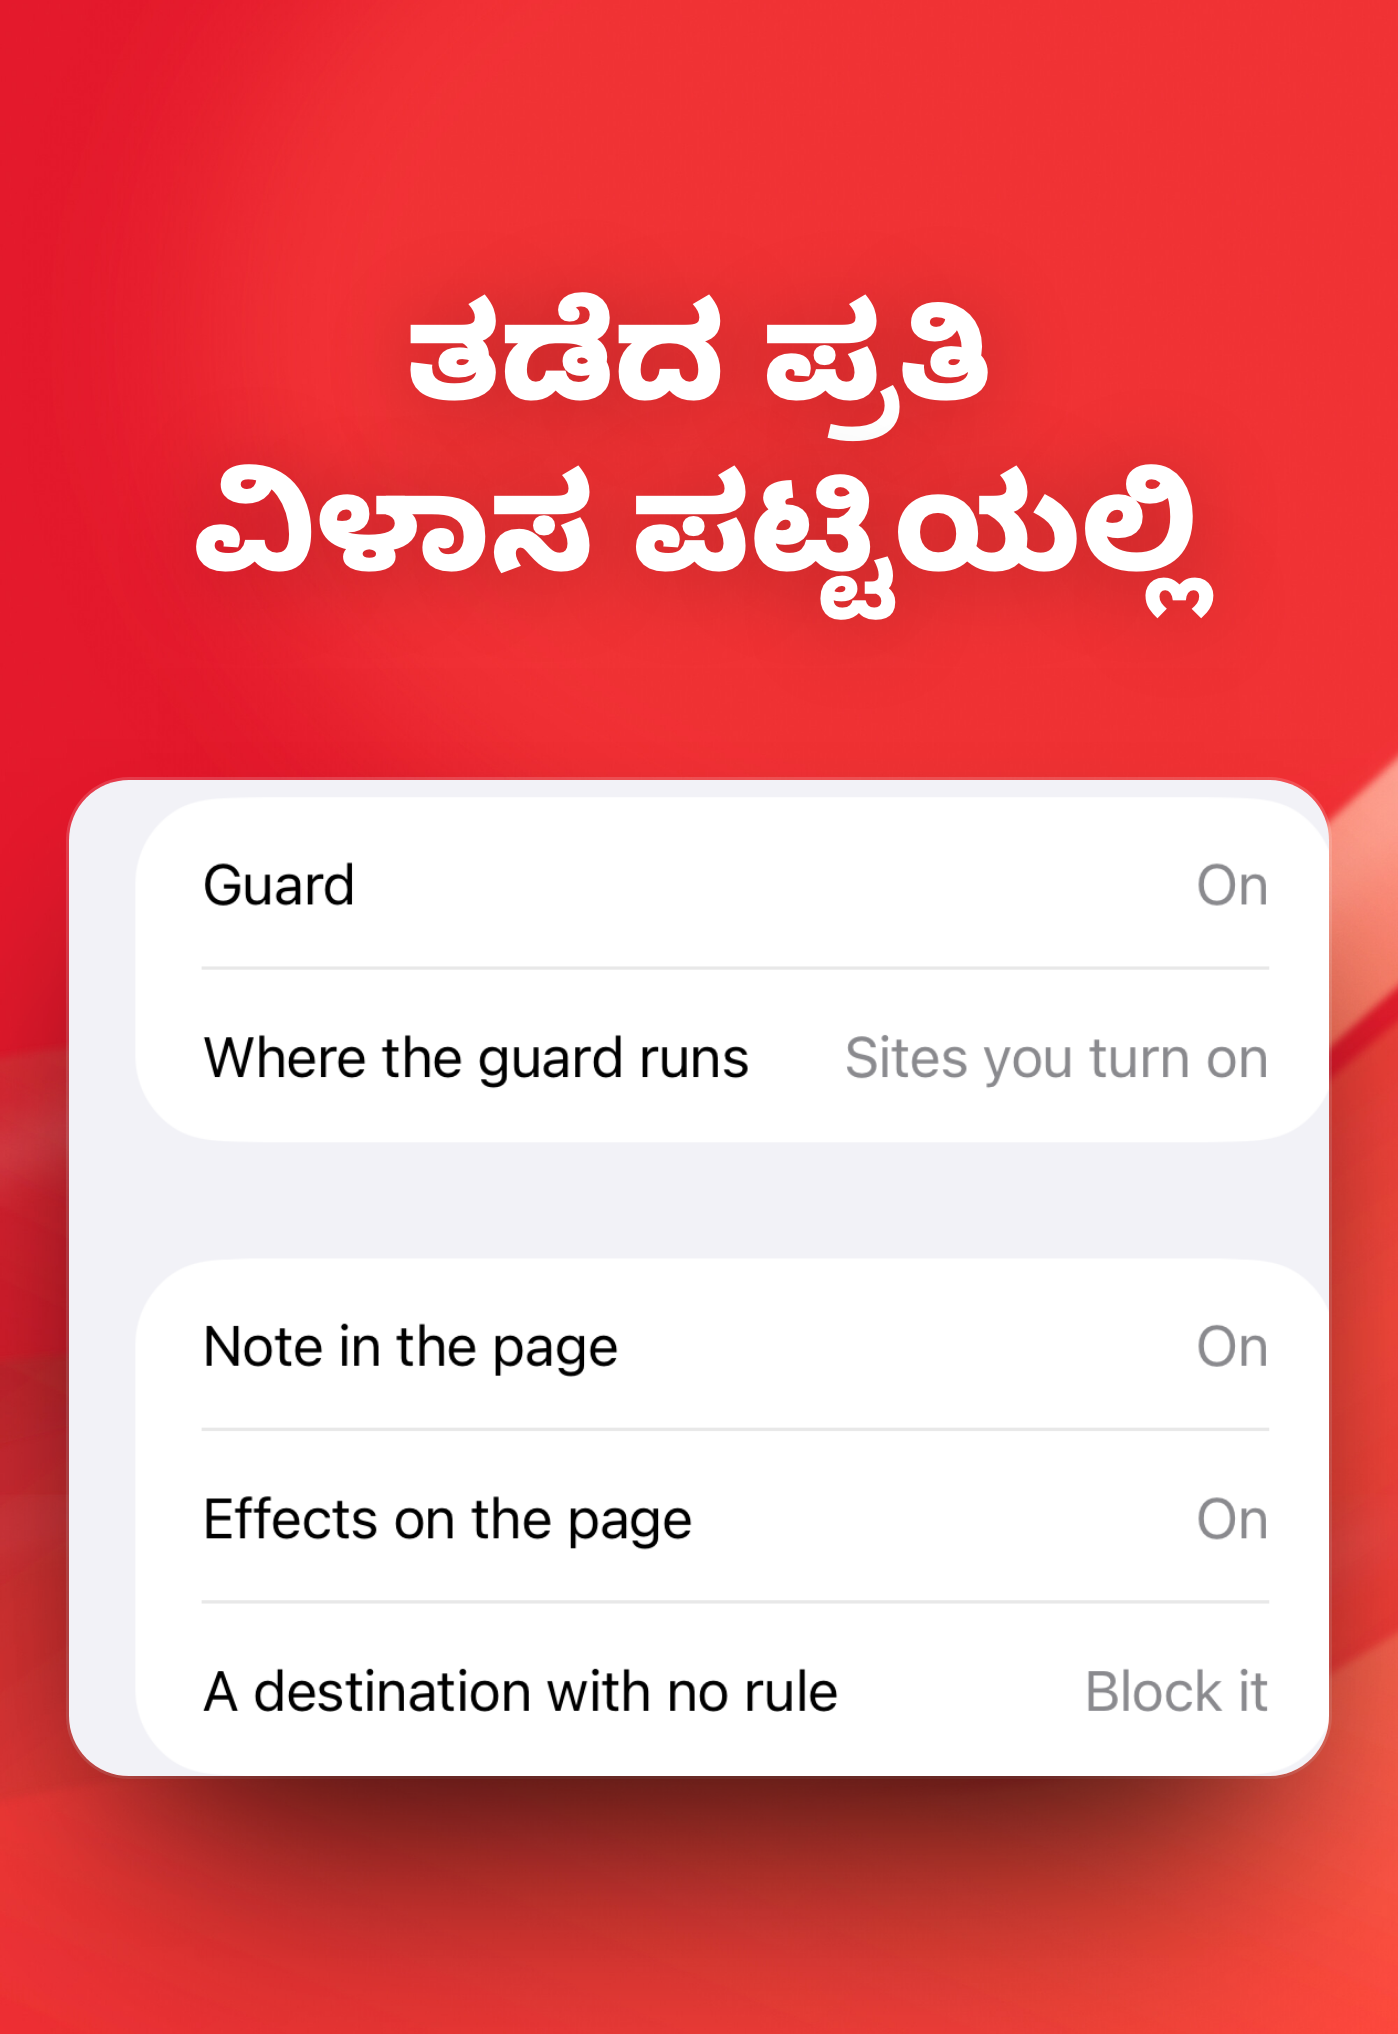 ತಡೆದ ಪ್ರತಿ
ವಿಳಾಸ ಪಟ್ಟಿಯಲ್ಲಿ
Guard On
Where the guard runs Sites you turn on
Note in the page On
Effects on the page On
A destination with no rule Block it